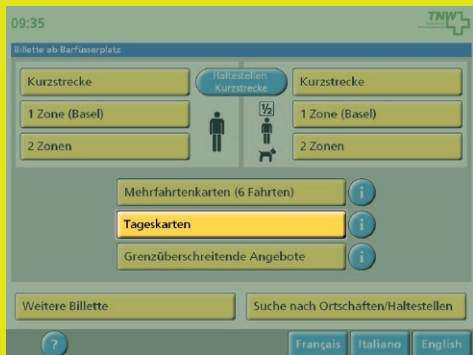 09:35
TNW
Billette ab Barfüsserplatz
Kurzstrecke
Haltestellen
Kurzstrecke
Kurzstrecke
1 Zone (Basel)
1/2
1 Zone (Basel)
2 Zonen
2 Zonen
Mehrfahrtenkarten (6 Fahrten)
i
Tageskarten
i
Grenzüberschreitende Angebote
i
Weitere Billette
Suche nach Ortschaften/Haltestellen
?
Français
Italiano
English